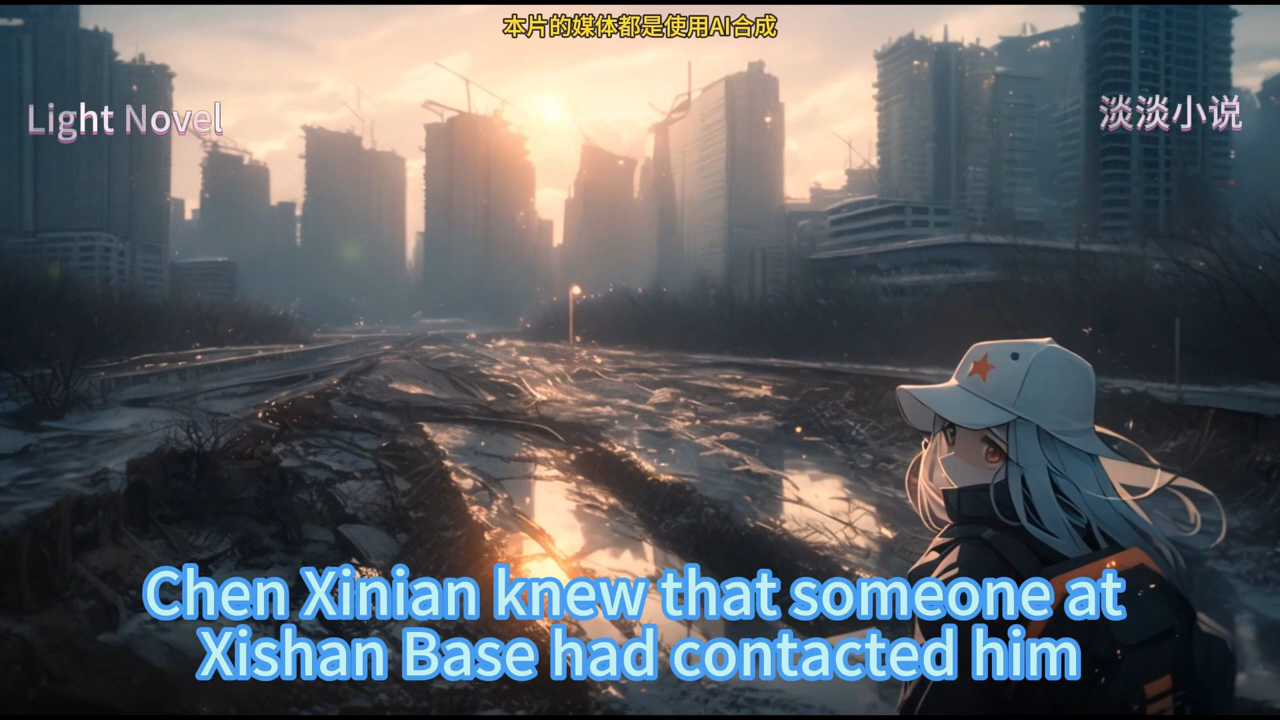 本片的媒体都是使用AI合成
Light Novel
淡淡小说
Chen Xinian knew that someone at
Xishan Base had contacted him